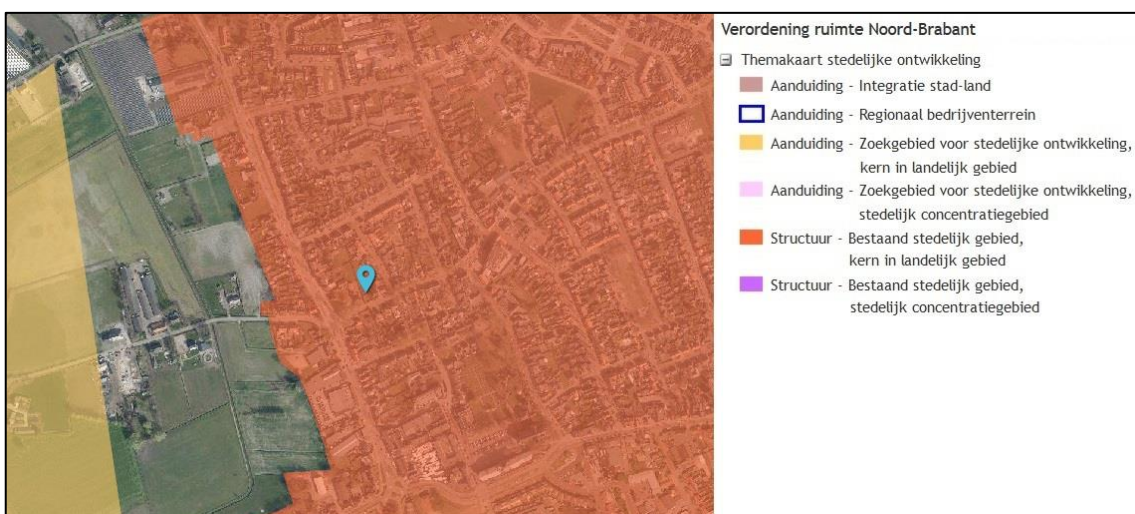 Verordening ruimte Noord-Brabant
Themakaart stedelijke ontwikkeling
Aanduiding - Integratie stad-land
Aanduiding - Regionaal bedrijventerrein
Aanduiding - Zoekgebied voor stedelijke ontwikkeling,
kern in landelijk gebied
Aanduiding - Zoekgebied voor stedelijke ontwikkeling,
stedelijk concentratiegebied
Structuur - Bestaand stedelijk gebied,
kern in landelijk gebied
Structuur - Bestaand stedelijk gebied,
stedelijk concentratiegebied